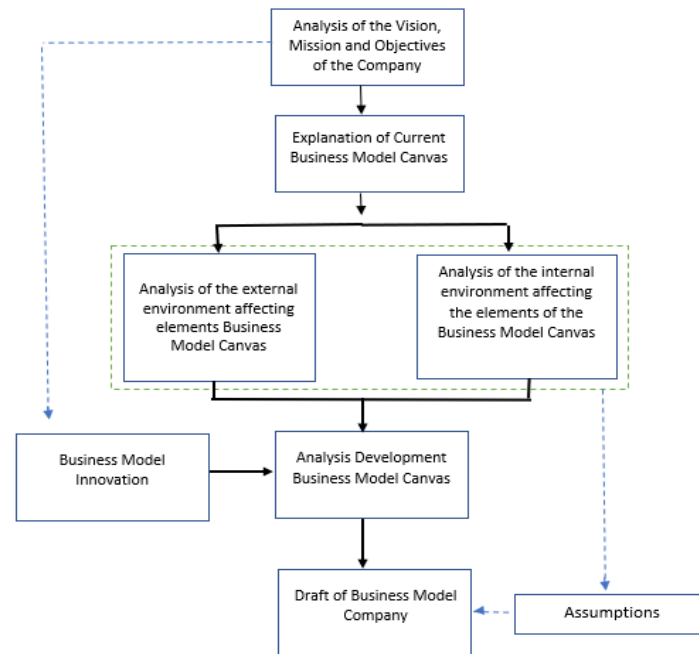 Analysis of the Vision,
Mission and Objectives
of the Company
Explanation of Current
Business Model Canvas
Analysis of the external
environment affecting
elements Business
Model Canvas
Analysis of the internal
environment affecting
the elements of the
Business Model Canvas
Business Model
Innovation
Analysis Development
Business Model Canvas
Draft of Business Model
Company
Assumptions